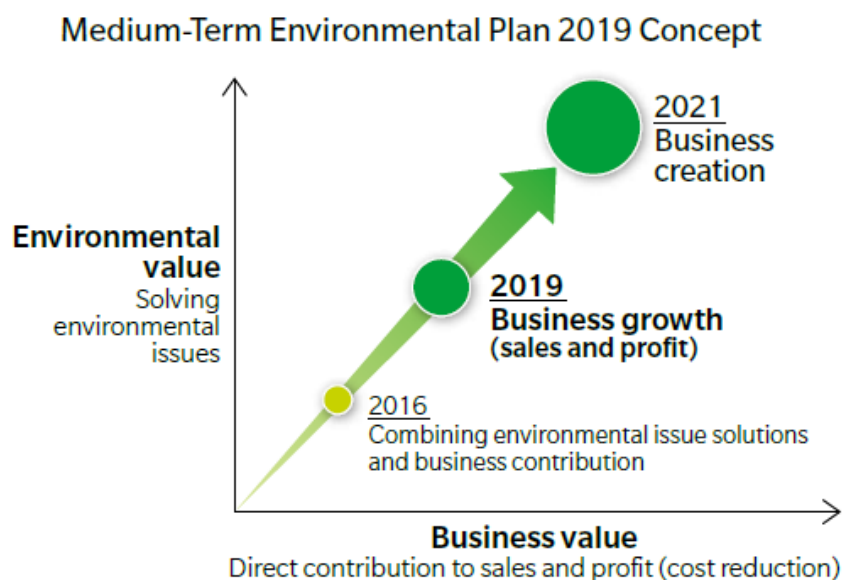 Medium-Term Environmental Plan 2019 Concept
2021
Business
creation
Environmental
value
Solving
environmental
issues
2019
Business growth
(sales and profit)
2016
Combining environmental issue solutions
and business contribution
Business value
Direct contribution to sales and profit (cost reduction)